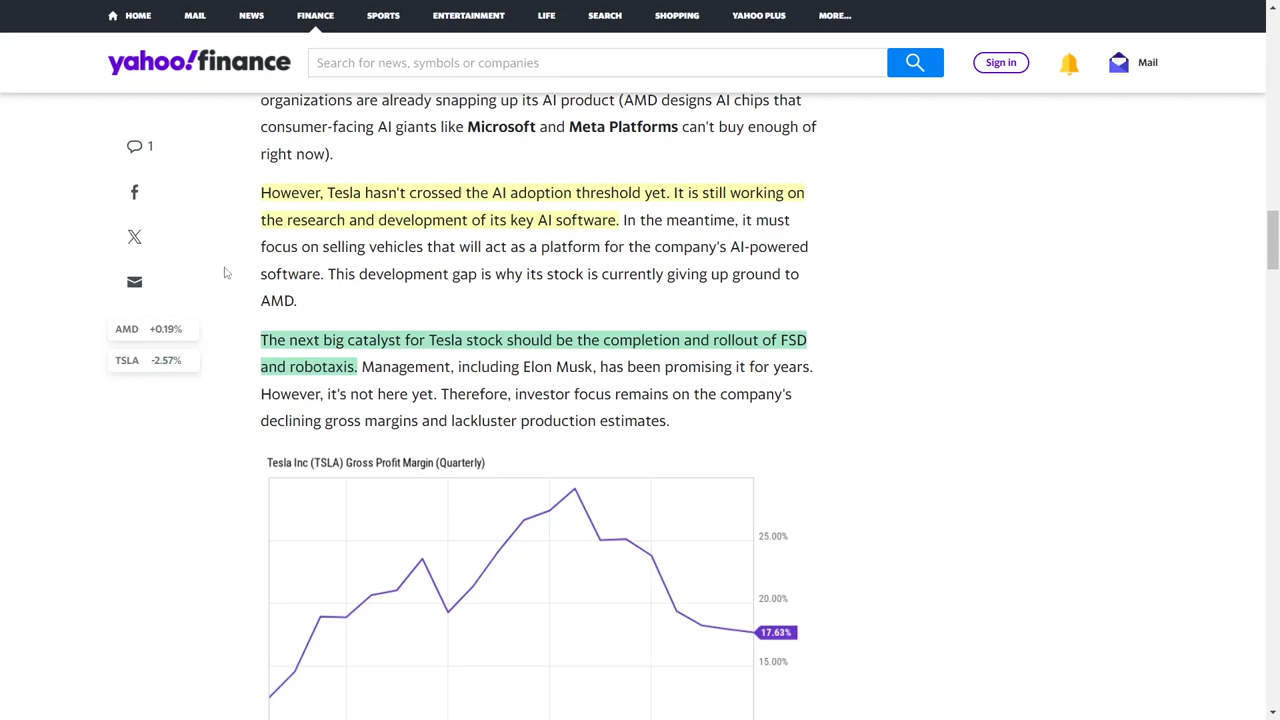 HOME MAIL NEWS FINANCE SPORTS ENTERTAINMENT LIFE SEARCH SHOPPING YAHOO PLUS MORE...
yahoo!finance Search for news, symbols or companies Sign in Mail
organizations are already snapping up its AI product (AMD designs AI chips that
consumer-facing AI giants like Microsoft and Meta Platforms can't buy enough of
right now).
1
However, Tesla hasn't crossed the AI adoption threshold yet. It is still working on
the research and development of its key AI software. In the meantime, it must
focus on selling vehicles that will act as a platform for the company's AI-powered
software. This development gap is why its stock is currently giving up ground to
AMD.
AMD +0.19%
TSLA -2.57%
The next big catalyst for Tesla stock should be the completion and rollout of FSD
and robotaxis. Management, including Elon Musk, has been promising it for years.
However, it's not here yet. Therefore, investor focus remains on the company's
declining gross margins and lackluster production estimates.
Tesla Inc (TSLA) Gross Profit Margin (Quarterly)
25.00%
20.00%
17.63%
15.00%